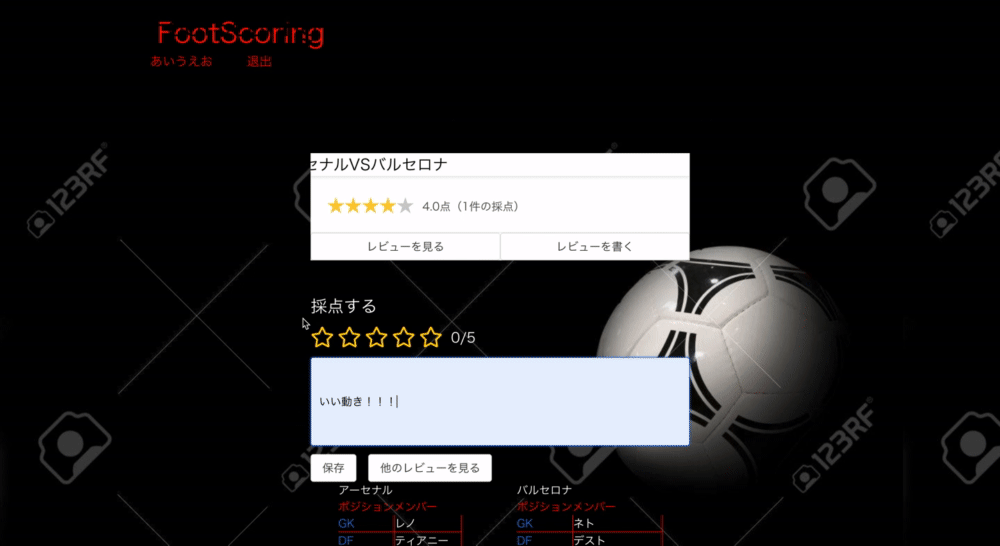 FootScoring
あいうえお 退出
セナルVSバルセロナ
4.0点（1件の採点）
レビューを見る レビューを書く
採点する
0/5
いい動き！！！
保存 他のレビューを見る
アーセナル バルセロナ
ポジションメンバー ポジションメンバー
GK レノ GK ネト
DF ティアニー DF デスト
123RF
123RF
123RF
123RF